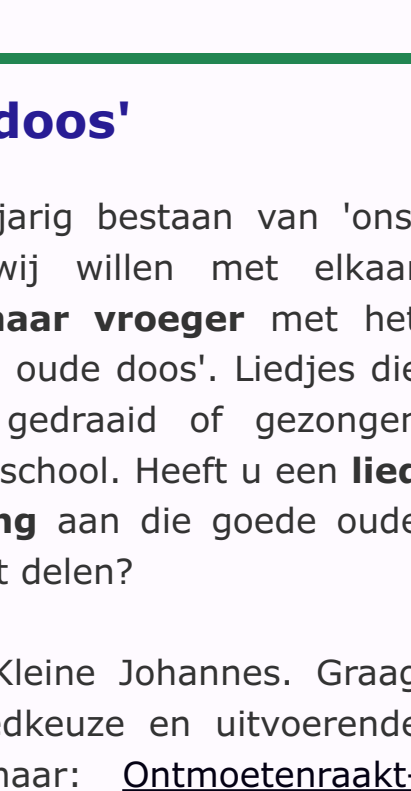 doos'
jarig bestaan van 'ons
wij willen met elkaar
naar vroeger met het
oude doos'. Liedjes die
gedraaid of gezongen
school. Heeft u een lied
ng aan die goede oude
t delen?
Kleine Johannes. Graag
edkeuze en uitvoerende
naar: Ontmoetenraakt-